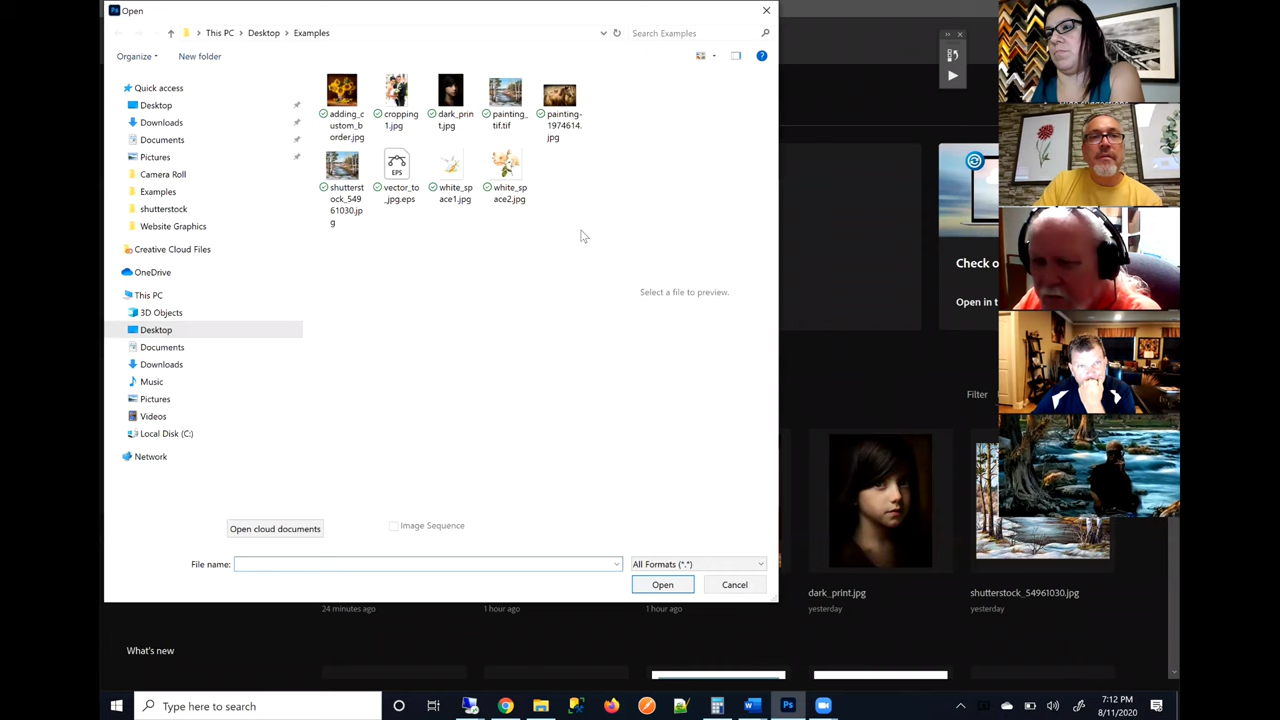 Open
This PC
Desktop
Examples
Search Examples
Organize
New folder
Quick access
Desktop
Downloads
Documents
Pictures
Camera Roll
Examples
shutterstock
Website Graphics
Creative Cloud Files
OneDrive
This PC
3D Objects
Desktop
Documents
Downloads
Music
Pictures
Videos
Local Disk (C:)
Network
adding_c
ustom_b
order.jpg
cropping
1.jpg
dark_prin
t.jpg
painting_
tif.tif
painting-
1974614.
jpg
shutterst
ock_549
61030.jp
g
EPS
vector_to
_jpg.eps
white_sp
ace1.jpg
white_sp
ace2.jpg
Select a file to preview.
Open cloud documents
Image Sequence
File name:
All Formats (*.*)
Open
Cancel
Check o
Open in t
Filter
24 minutes ago
1 hour ago
1 hour ago
dark_print.jpg
yesterday
shutterstock_54961030.jpg
yesterday
What's new
Type here to search
7:12 PM
8/11/2020